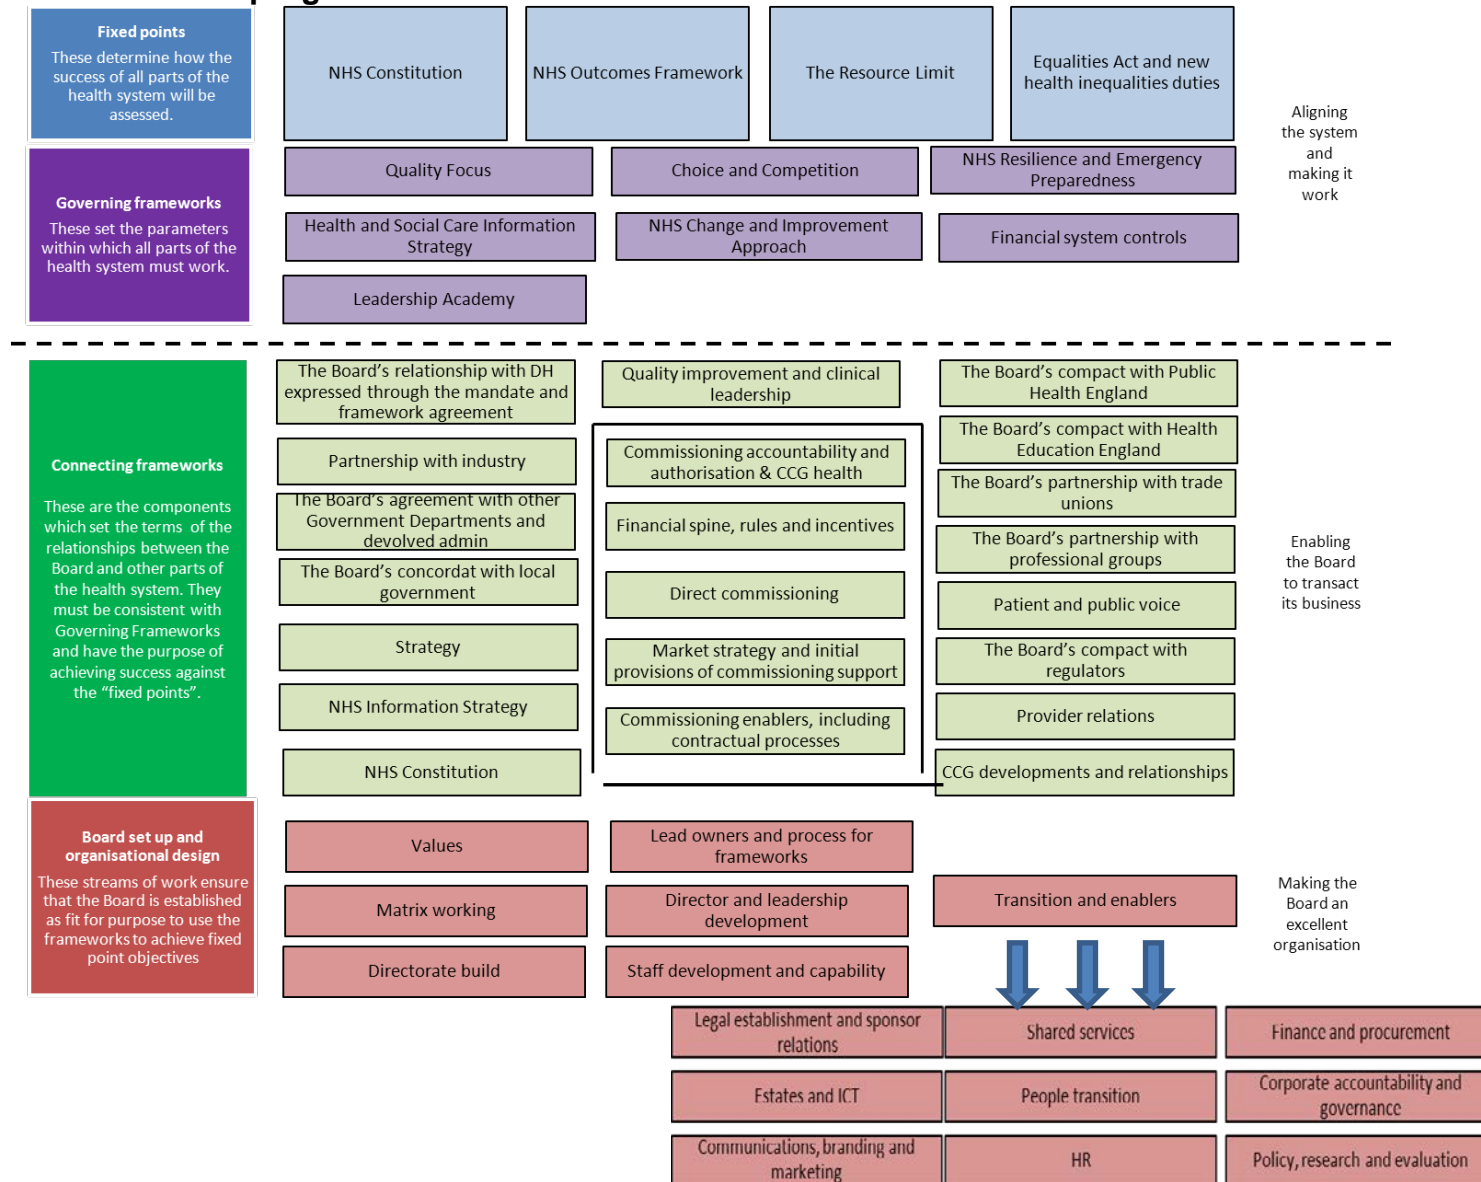 Fixed points
These determine how the
success of all parts of the
health system will be
assessed.
NHS Constitution
NHS Outcomes Framework
The Resource Limit
Equalities Act and new
health inequalities duties
Aligning
the system
and
making it
work
Governing frameworks
These set the parameters
within which all parts of the
health system must work.
Quality Focus
Choice and Competition
NHS Resilience and Emergency
Preparedness
Health and Social Care Information
Strategy
NHS Change and Improvement
Approach
Financial system controls
Leadership Academy
Connecting frameworks
These are the components
which set the terms of the
relationships between the
Board and other parts of
the health system. They
must be consistent with
Governing Frameworks
and have the purpose of
achieving success against
the “fixed points”.
The Board’s relationship with DH
expressed through the mandate and
framework agreement
Partnership with industry
The Board’s agreement with other
Government Departments and
devolved admin
The Board’s concordat with local
government
Strategy
NHS Information Strategy
NHS Constitution
Quality improvement and clinical
leadership
Commissioning accountability and
authorisation & CCG health
Financial spine, rules and incentives
Direct commissioning
Market strategy and initial
provisions of commissioning support
Commissioning enablers, including
contractual processes
The Board’s compact with Public
Health England
The Board’s compact with Health
Education England
The Board’s partnership with trade
unions
The Board’s partnership with
professional groups
Patient and public voice
The Board’s compact with
regulators
Provider relations
CCG developments and relationships
Enabling
the Board
to transact
its business
Board set up and
organisational design
These streams of work ensure
that the Board is established
as fit for purpose to use the
frameworks to achieve fixed
point objectives
Values
Matrix working
Directorate build
Lead owners and process for
frameworks
Director and leadership
development
Staff development and capability
Transition and enablers
Making the
Board an
excellent
organisation
Legal establishment and sponsor
relations
Shared services
Finance and procurement
Estates and ICT
People transition
Corporate accountability and
governance
Communications, branding and
marketing
HR
Policy, research and evaluation